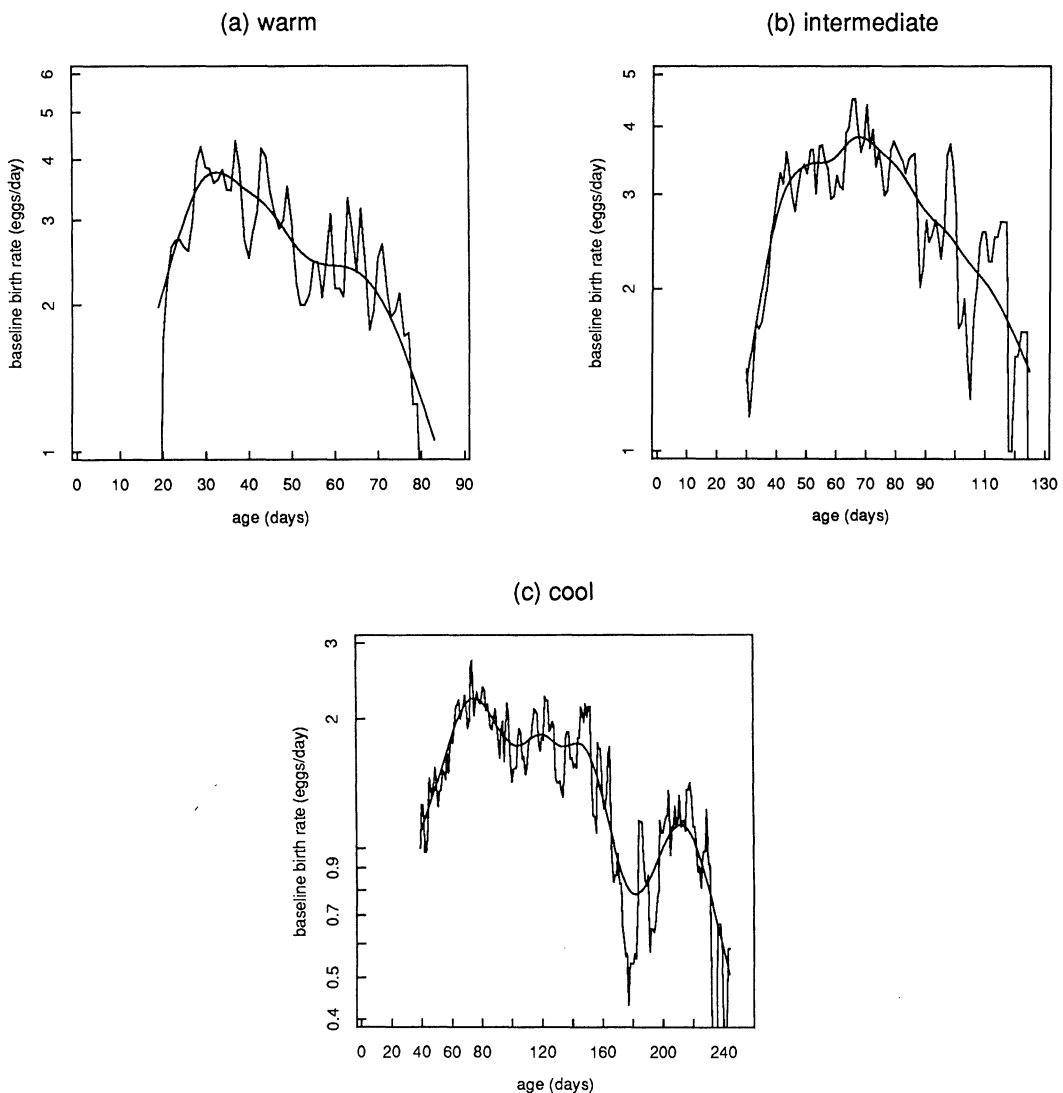 (a) warm
baseline birth rate (eggs/day)
6
5
4
3
2
1
0 10 20 30 40 50 60 70 80 90
age (days)
(b) intermediate
baseline birth rate (eggs/day)
5
4
3
2
1
0 10 20 30 40 50 60 70 80 90 110 130
age (days)
(c) cool
baseline birth rate (eggs/day)
3
2
0.9
0.7
0.5
0.4
0 20 40 60 80 120 160 200 240
age (days)